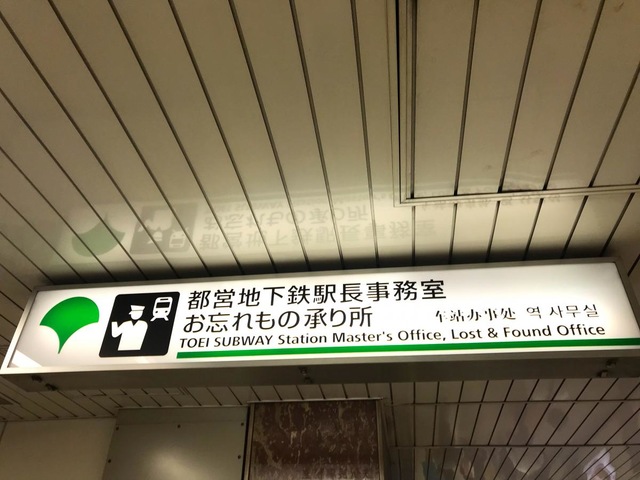 都営地下鉄駅長事務室
お忘れもの承り所
车站办事处 역 사무실
TOEI SUBWAY Station Master's Office, Lost & Found Office